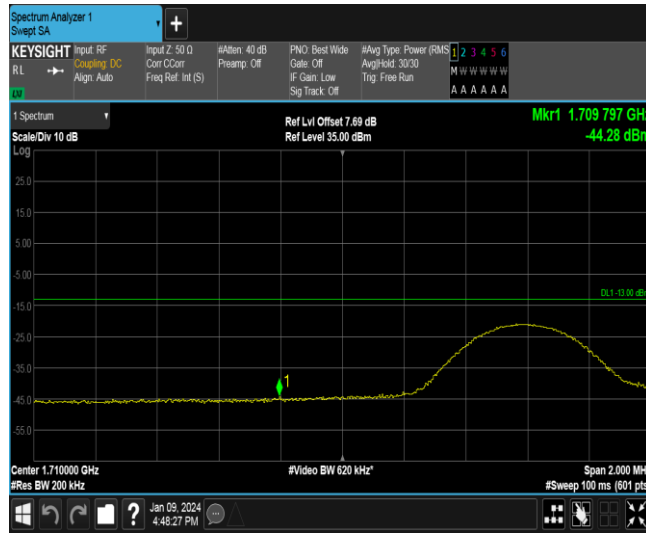 Spectrum Analyzer 1
Swept SA
+
KEYSIGHT
Input: RF
Coupling: DC
Align: Auto
Input Z: 50 Ω
Corr CCorr
Freq Ref: Int (S)
#Atten: 40 dB
Preamp: Off
PNO: Best Wide
Gate: Off
IF Gain: Low
Sig Track: Off
#Avg Type: Power (RMS
Avg|Hold: 30/30
Trig: Free Run
1 2 3 4 5 6
M W W W W W
A A A A A A
R L
LXI
1 Spectrum
Scale/Div 10 dB
Ref Lvl Offset 7.69 dB
Ref Level 35.00 dBm
Mkr1 1.709 797 GH
-44.28 dBm
Log
25.0
15.0
5.00
-5.00
DL1 -13.00 dBm
-15.0
-25.0
-35.0
1
-45.0
-55.0
Center 1.710000 GHz
#Res BW 200 kHz
#Video BW 620 kHz*
Span 2.000 MH
#Sweep 100 ms (601 pts
?
Jan 09, 2024
4:48:27 PM